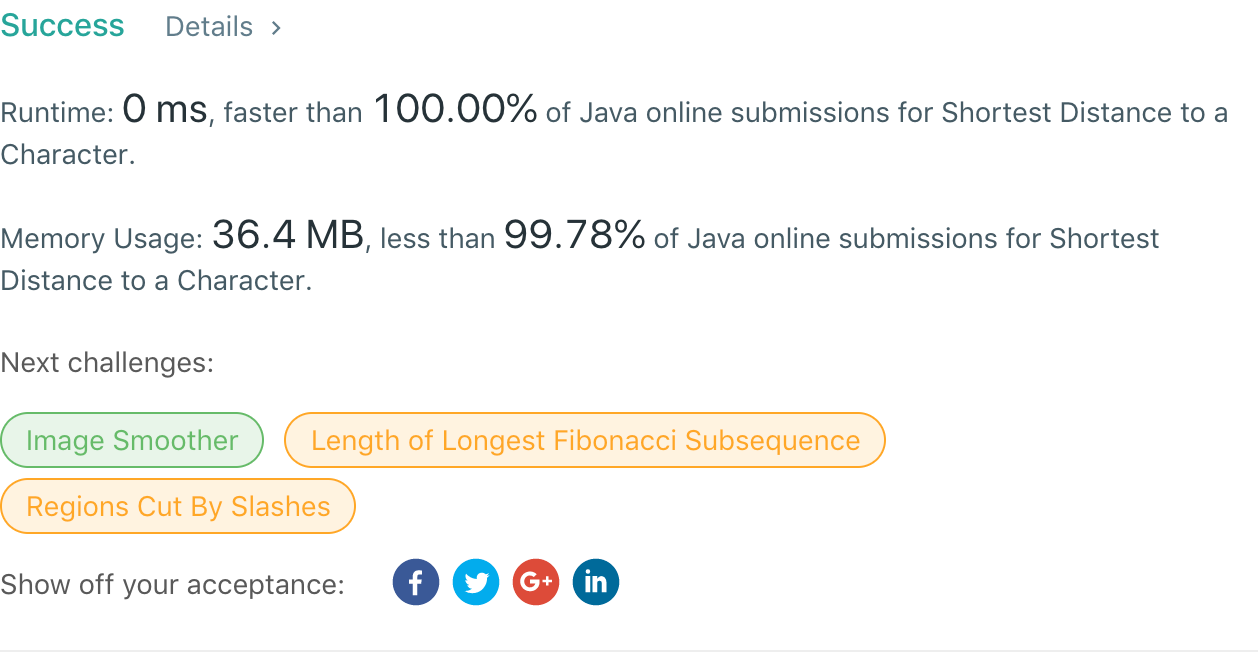 Success Details >
Runtime: 0 ms, faster than 100.00% of Java online submissions for Shortest Distance to a
Character.
Memory Usage: 36.4 MB, less than 99.78% of Java online submissions for Shortest
Distance to a Character.
Next challenges:
Image Smoother Length of Longest Fibonacci Subsequence
Regions Cut By Slashes
Show off your acceptance: f G+ in